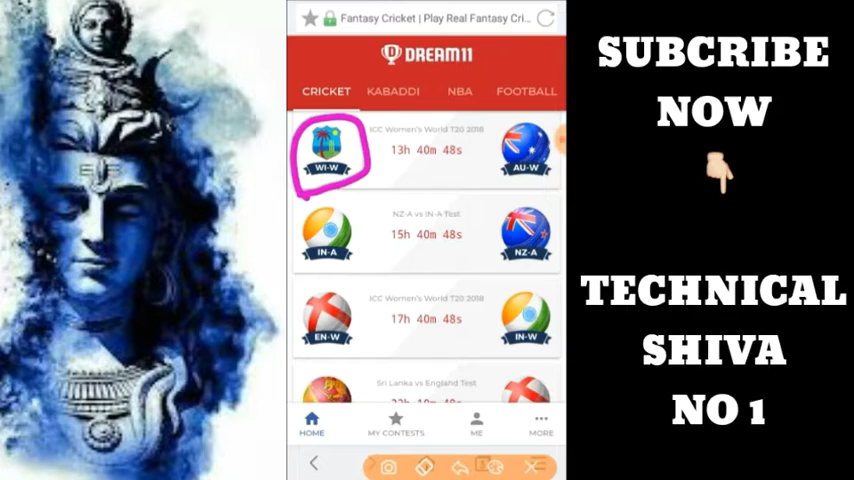 Fantasy Cricket | Play Real Fantasy Cri...
DREAM11
CRICKET KABADDI NBA FOOTBALL
ICC Women's World T20 2018
13h 40m 48s
WI-W AU-W
NZ-A vs IN-A Test
15h 40m 48s
IN-A NZ-A
ICC Women's World T20 2018
17h 40m 48s
EN-W IN-W
Sri Lanka vs England Test
HOME MY CONTESTS ME MORE
SUBCRIBE
NOW
TECHNICAL
SHIVA
NO 1